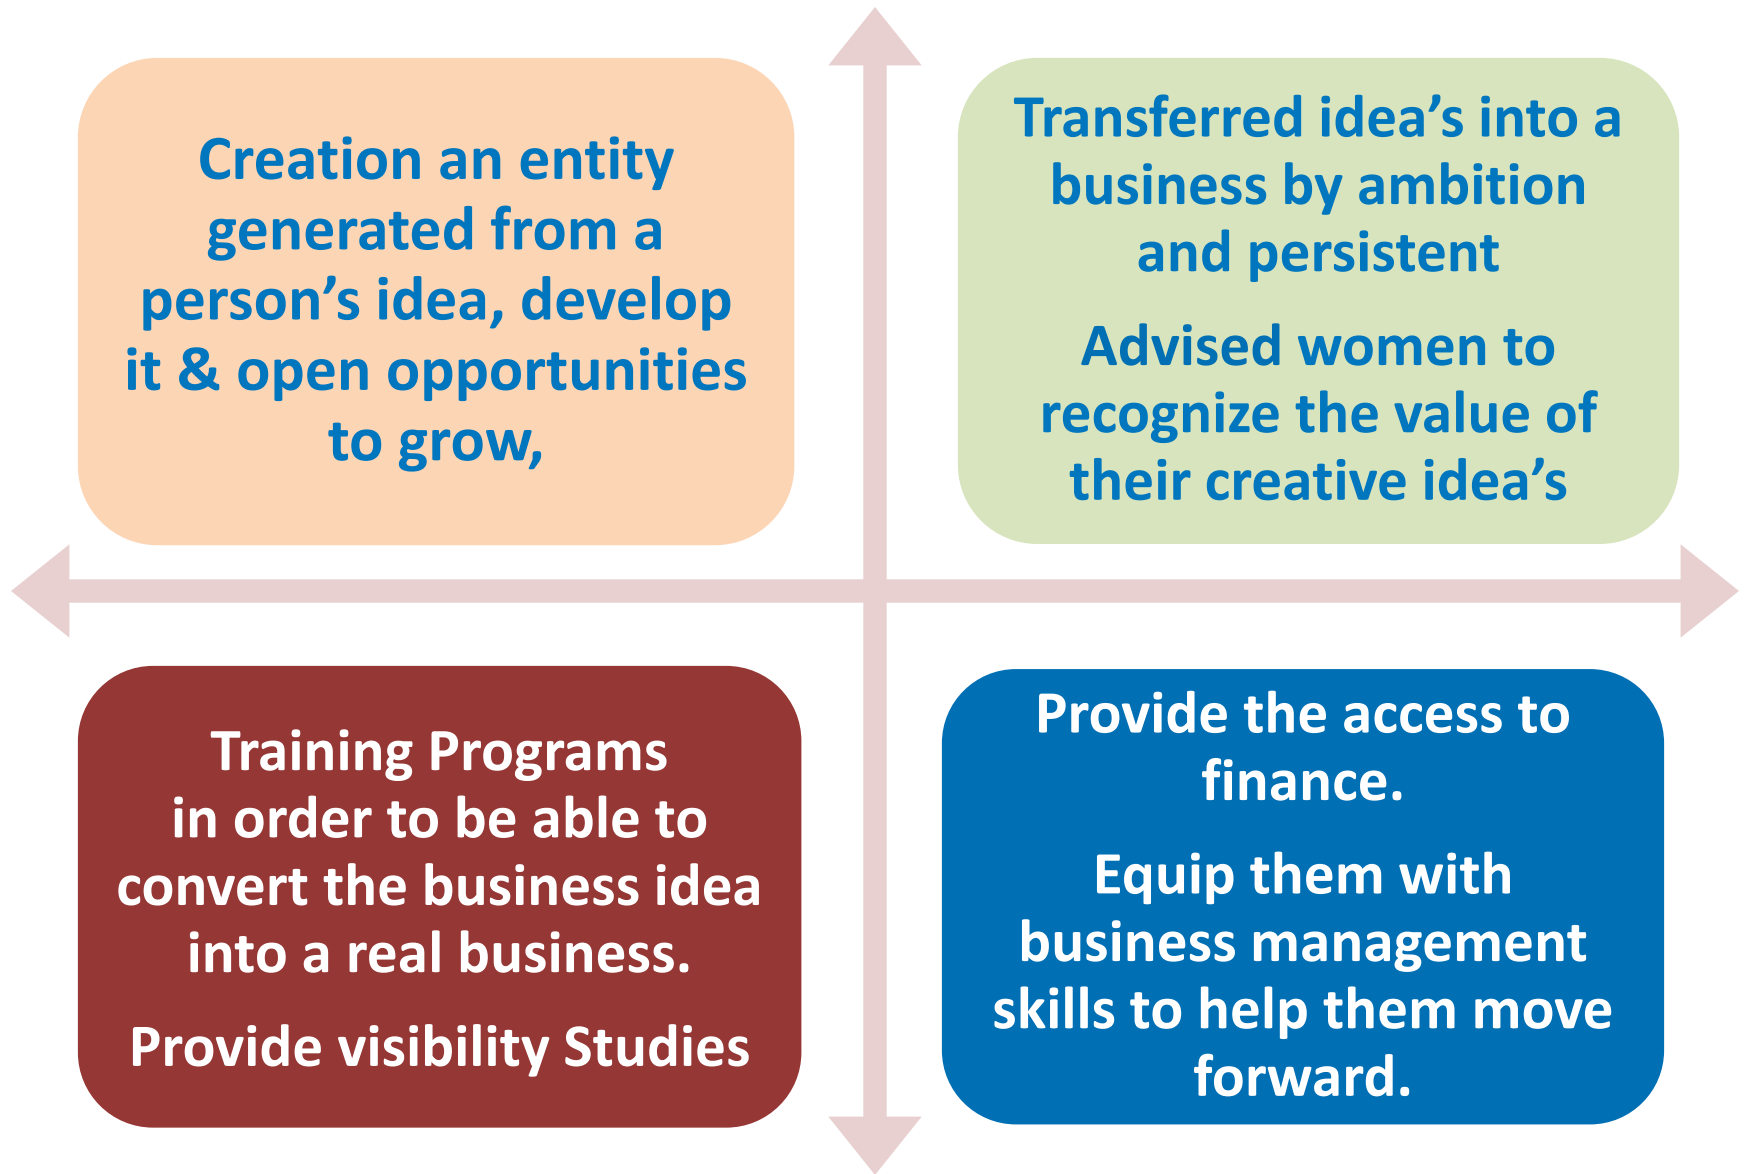 Creation an entity
generated from a
person’s idea, develop
it & open opportunities
to grow,
Transferred idea’s into a
business by ambition
and persistent
Advised women to
recognize the value of
their creative idea’s
Training Programs
in order to be able to
convert the business idea
into a real business.
Provide visibility Studies
Provide the access to
finance.
Equip them with
business management
skills to help them move
forward.